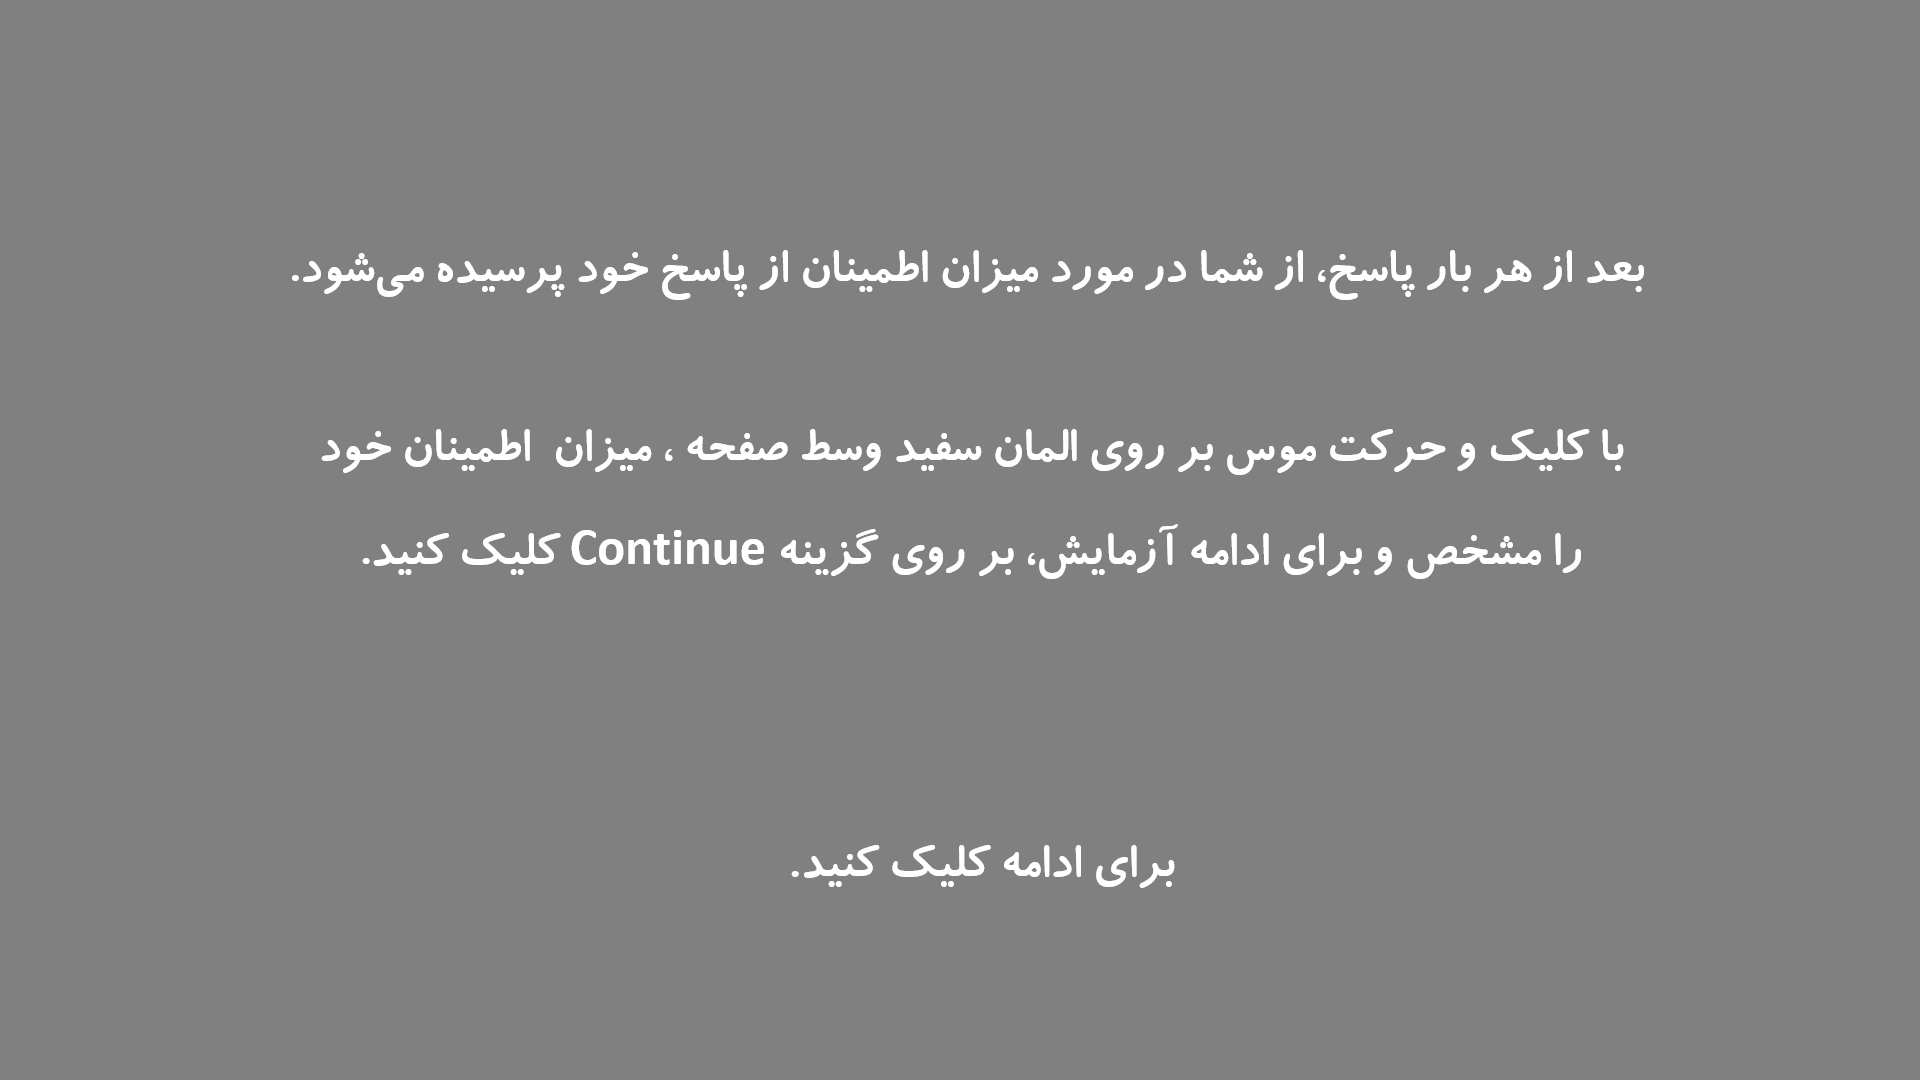 بعد از هر بار پاسخ، از شما در مورد میزان اطمینان از پاسخ خود پرسیده می‌شود.
با کلیک و حرکت موس بر روی المان سفید وسط صفحه ، میزان  اطمینان خود
را مشخص و برای ادامه آزمایش، بر روی گزینه Continue کلیک کنید.
برای ادامه کلیک کنید.